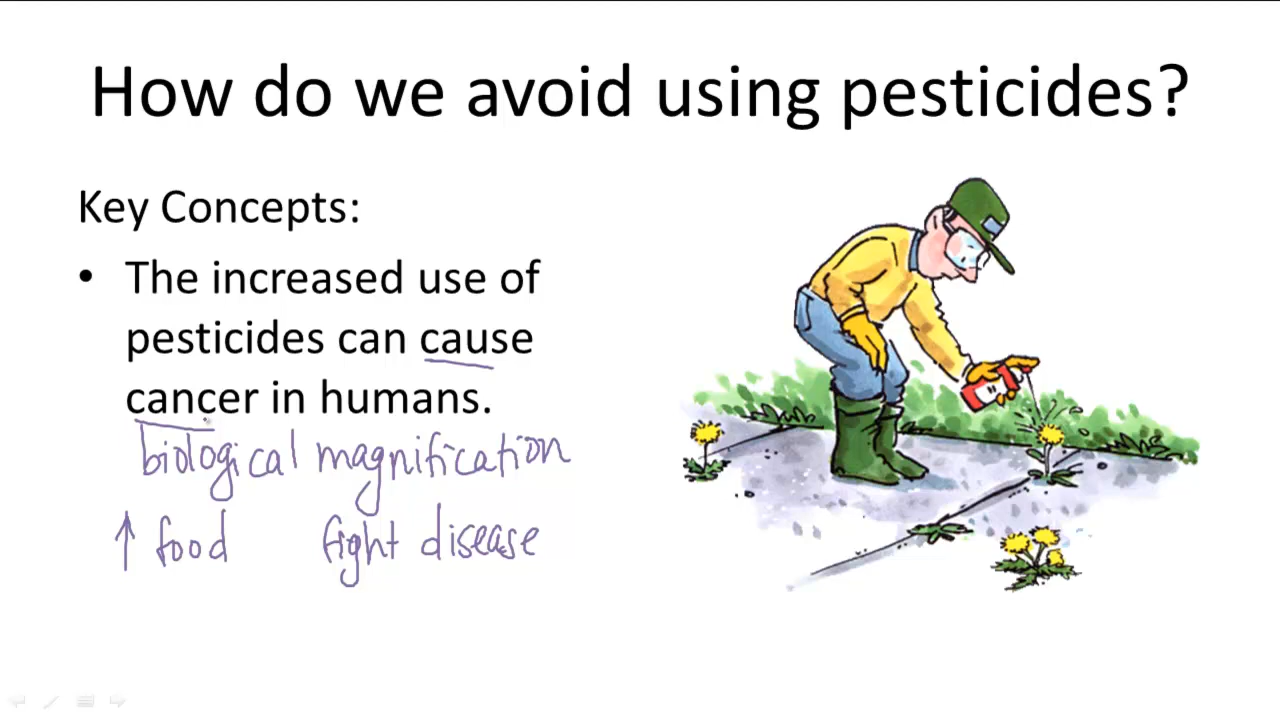 How do we avoid using pesticides?
Key Concepts:
• The increased use of
pesticides can cause
cancer in humans.
biological magnification
↑ food fight disease